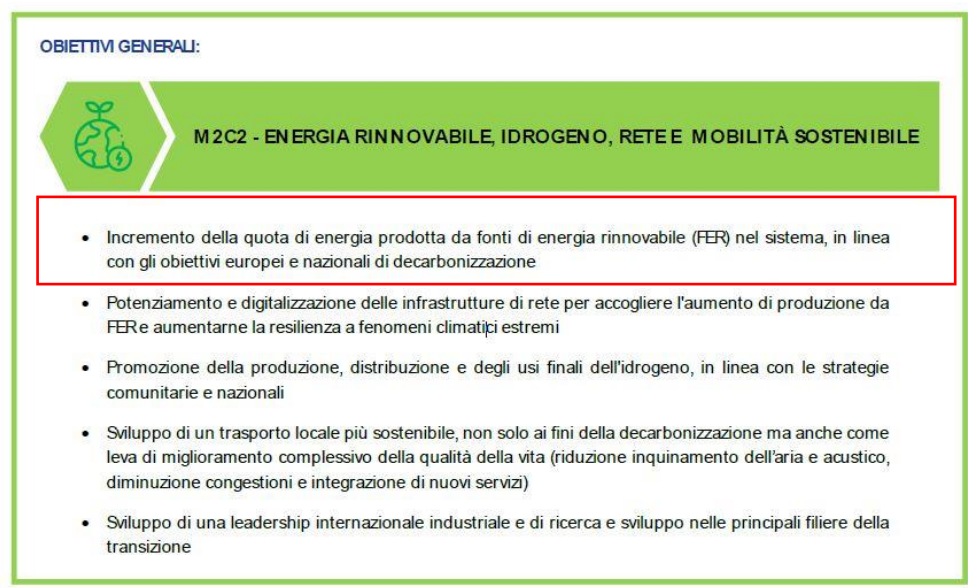 OBIETTIVI GENERALI:
M2C2 - ENERGIA RINNOVABILE, IDROGENO, RETE E MOBILITÀ SOSTENIBILE
• Incremento della quota di energia prodotta da fonti di energia rinnovabile (FER) nel sistema, in linea
con gli obiettivi europei e nazionali di decarbonizzazione
• Potenziamento e digitalizzazione delle infrastrutture di rete per accogliere l'aumento di produzione da
FER e aumentarne la resilienza a fenomeni climatici estremi
• Promozione della produzione, distribuzione e degli usi finali dell'idrogeno, in linea con le strategie
comunitarie e nazionali
• Sviluppo di un trasporto locale più sostenibile, non solo ai fini della decarbonizzazione ma anche come
leva di miglioramento complessivo della qualità della vita (riduzione inquinamento dell'aria e acustico,
diminuzione congestioni e integrazione di nuovi servizi)
• Sviluppo di una leadership internazionale industriale e di ricerca e sviluppo nelle principali filiere della
transizione